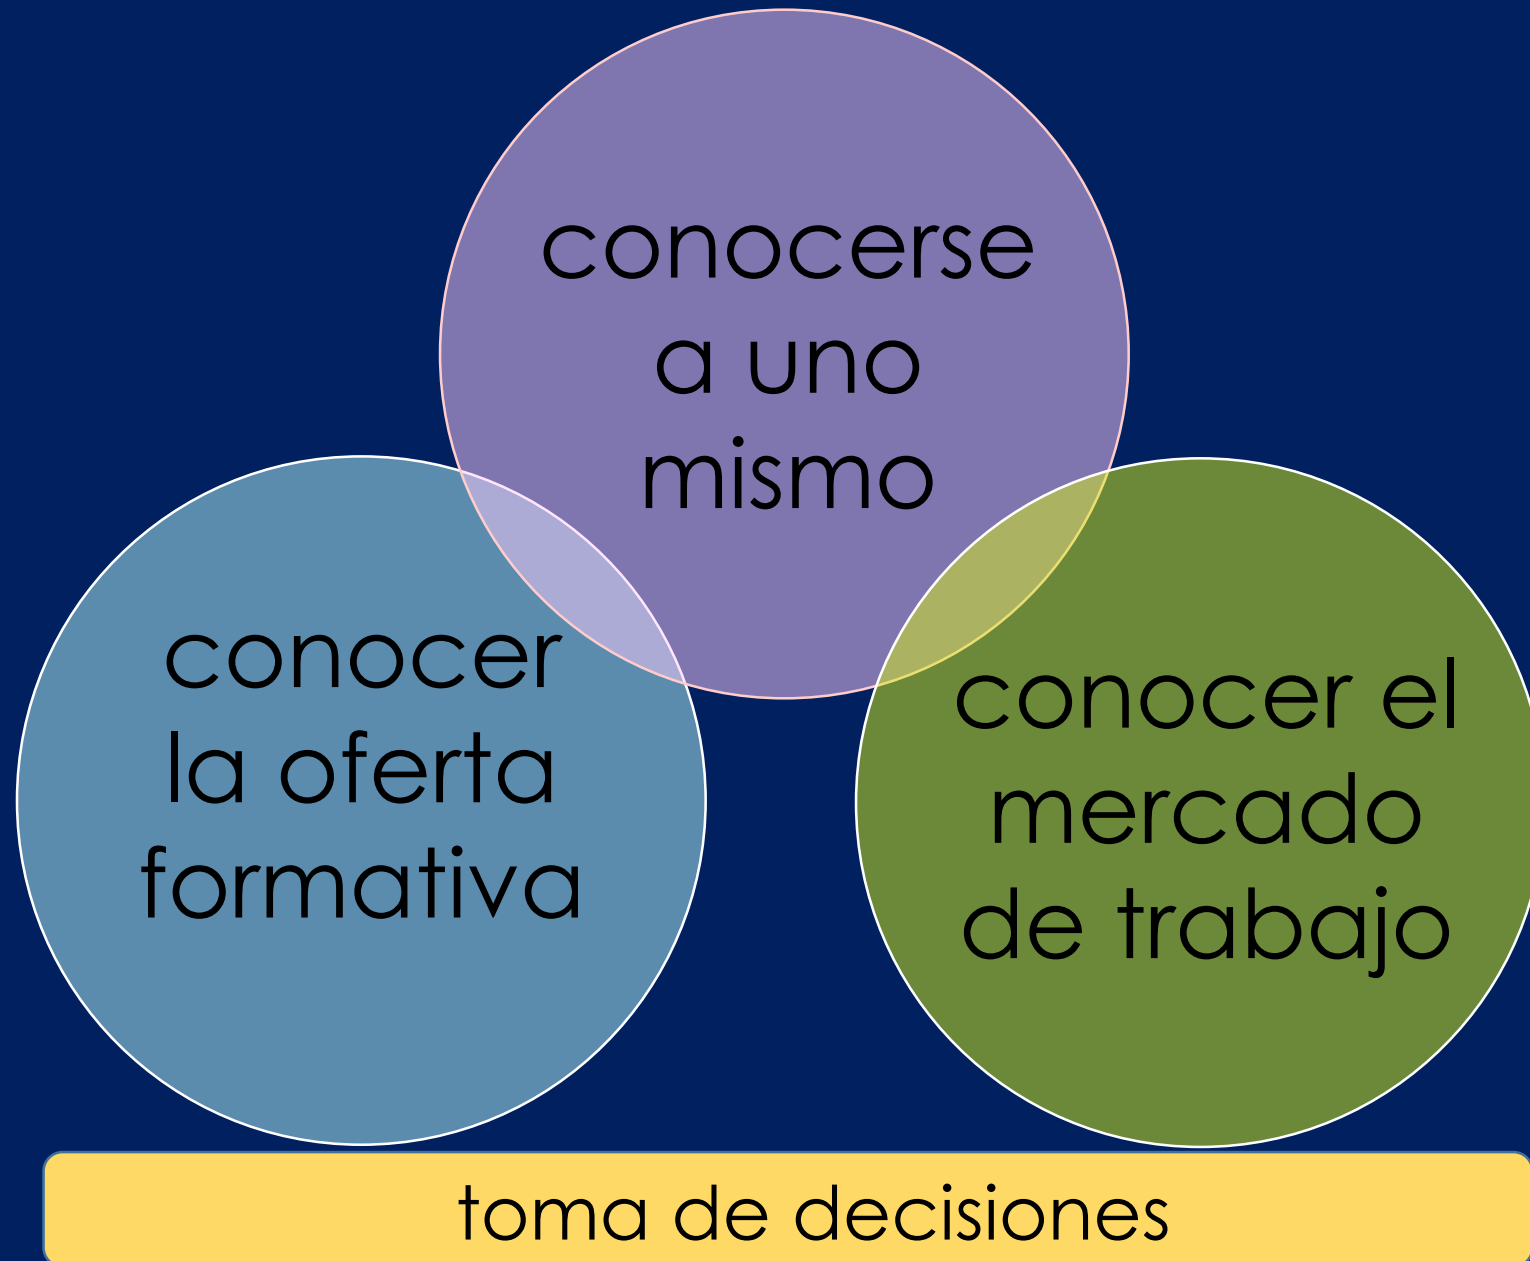 conocerse
a uno
mismo
conocer
la oferta
formativa
conocer el
mercado
de trabajo
toma de decisiones